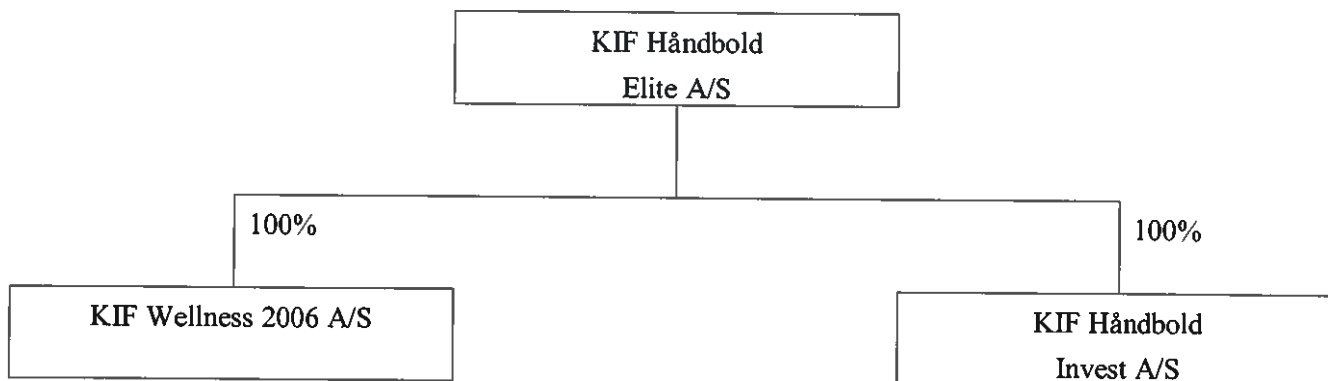 KIF Håndbold
Elite A/S
100%
100%
KIF Wellness 2006 A/S
KIF Håndbold
Invest A/S